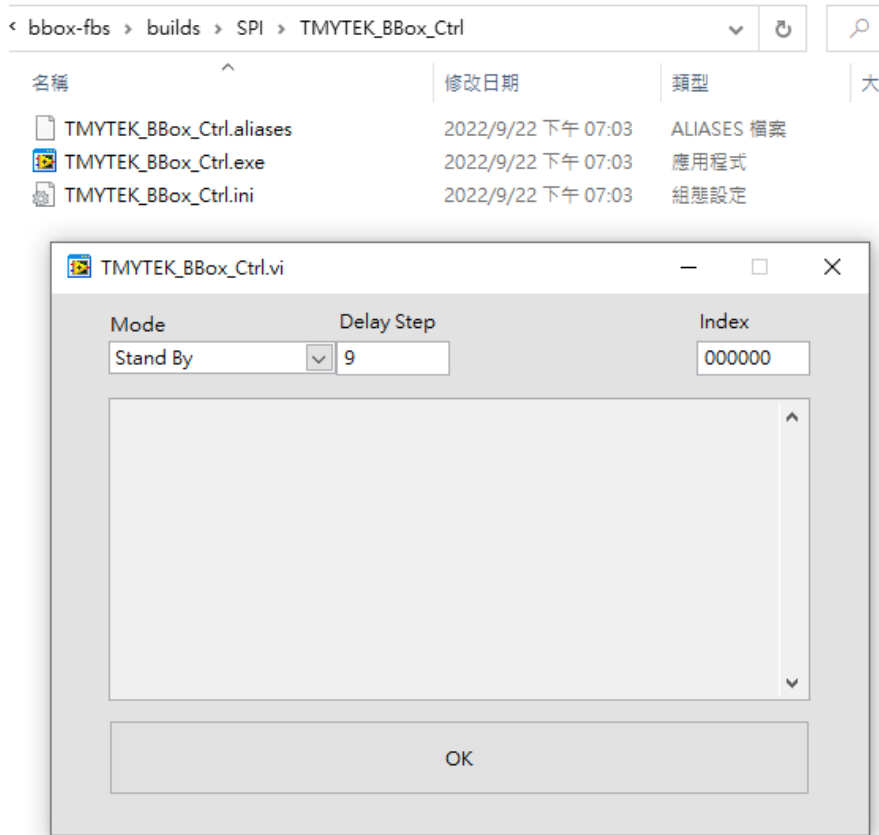 bbox-fbs > builds > SPI > TMYTEK_BBox_Ctrl
名稱 修改日期 類型 大
TMYTEK_BBox_Ctrl.aliases 2022/9/22 下午 07:03 ALIASES 檔案
TMYTEK_BBox_Ctrl.exe 2022/9/22 下午 07:03 應用程式
TMYTEK_BBox_Ctrl.ini 2022/9/22 下午 07:03 組態設定
TMYTEK_BBox_Ctrl.vi
Mode Delay Step Index
Stand By 9 000000
OK